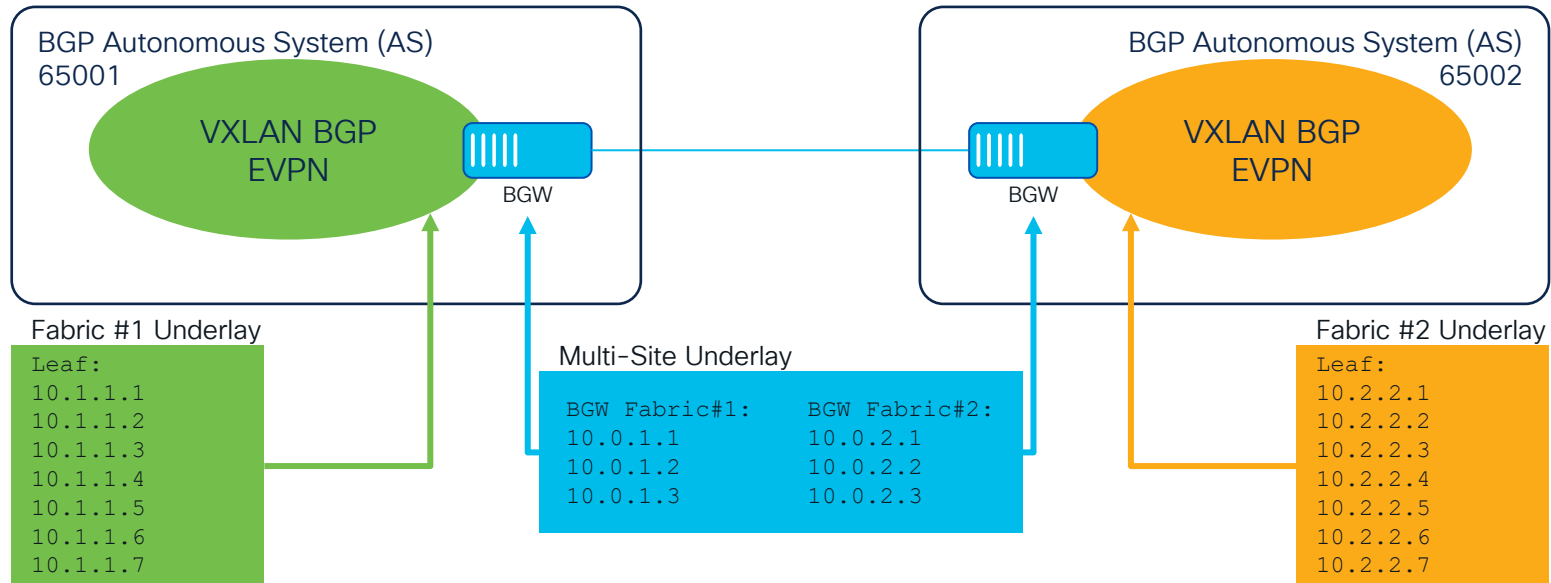 BGP Autonomous System (AS)
65001
VXLAN BGP
EVPN
BGW
BGP Autonomous System (AS)
65002
VXLAN BGP
EVPN
BGW
Fabric #1 Underlay
Leaf:
10.1.1.1
10.1.1.2
10.1.1.3
10.1.1.4
10.1.1.5
10.1.1.6
10.1.1.7
Multi-Site Underlay
BGW Fabric#1:
10.0.1.1
10.0.1.2
10.0.1.3
BGW Fabric#2:
10.0.2.1
10.0.2.2
10.0.2.3
Fabric #2 Underlay
Leaf:
10.2.2.1
10.2.2.2
10.2.2.3
10.2.2.4
10.2.2.5
10.2.2.6
10.2.2.7